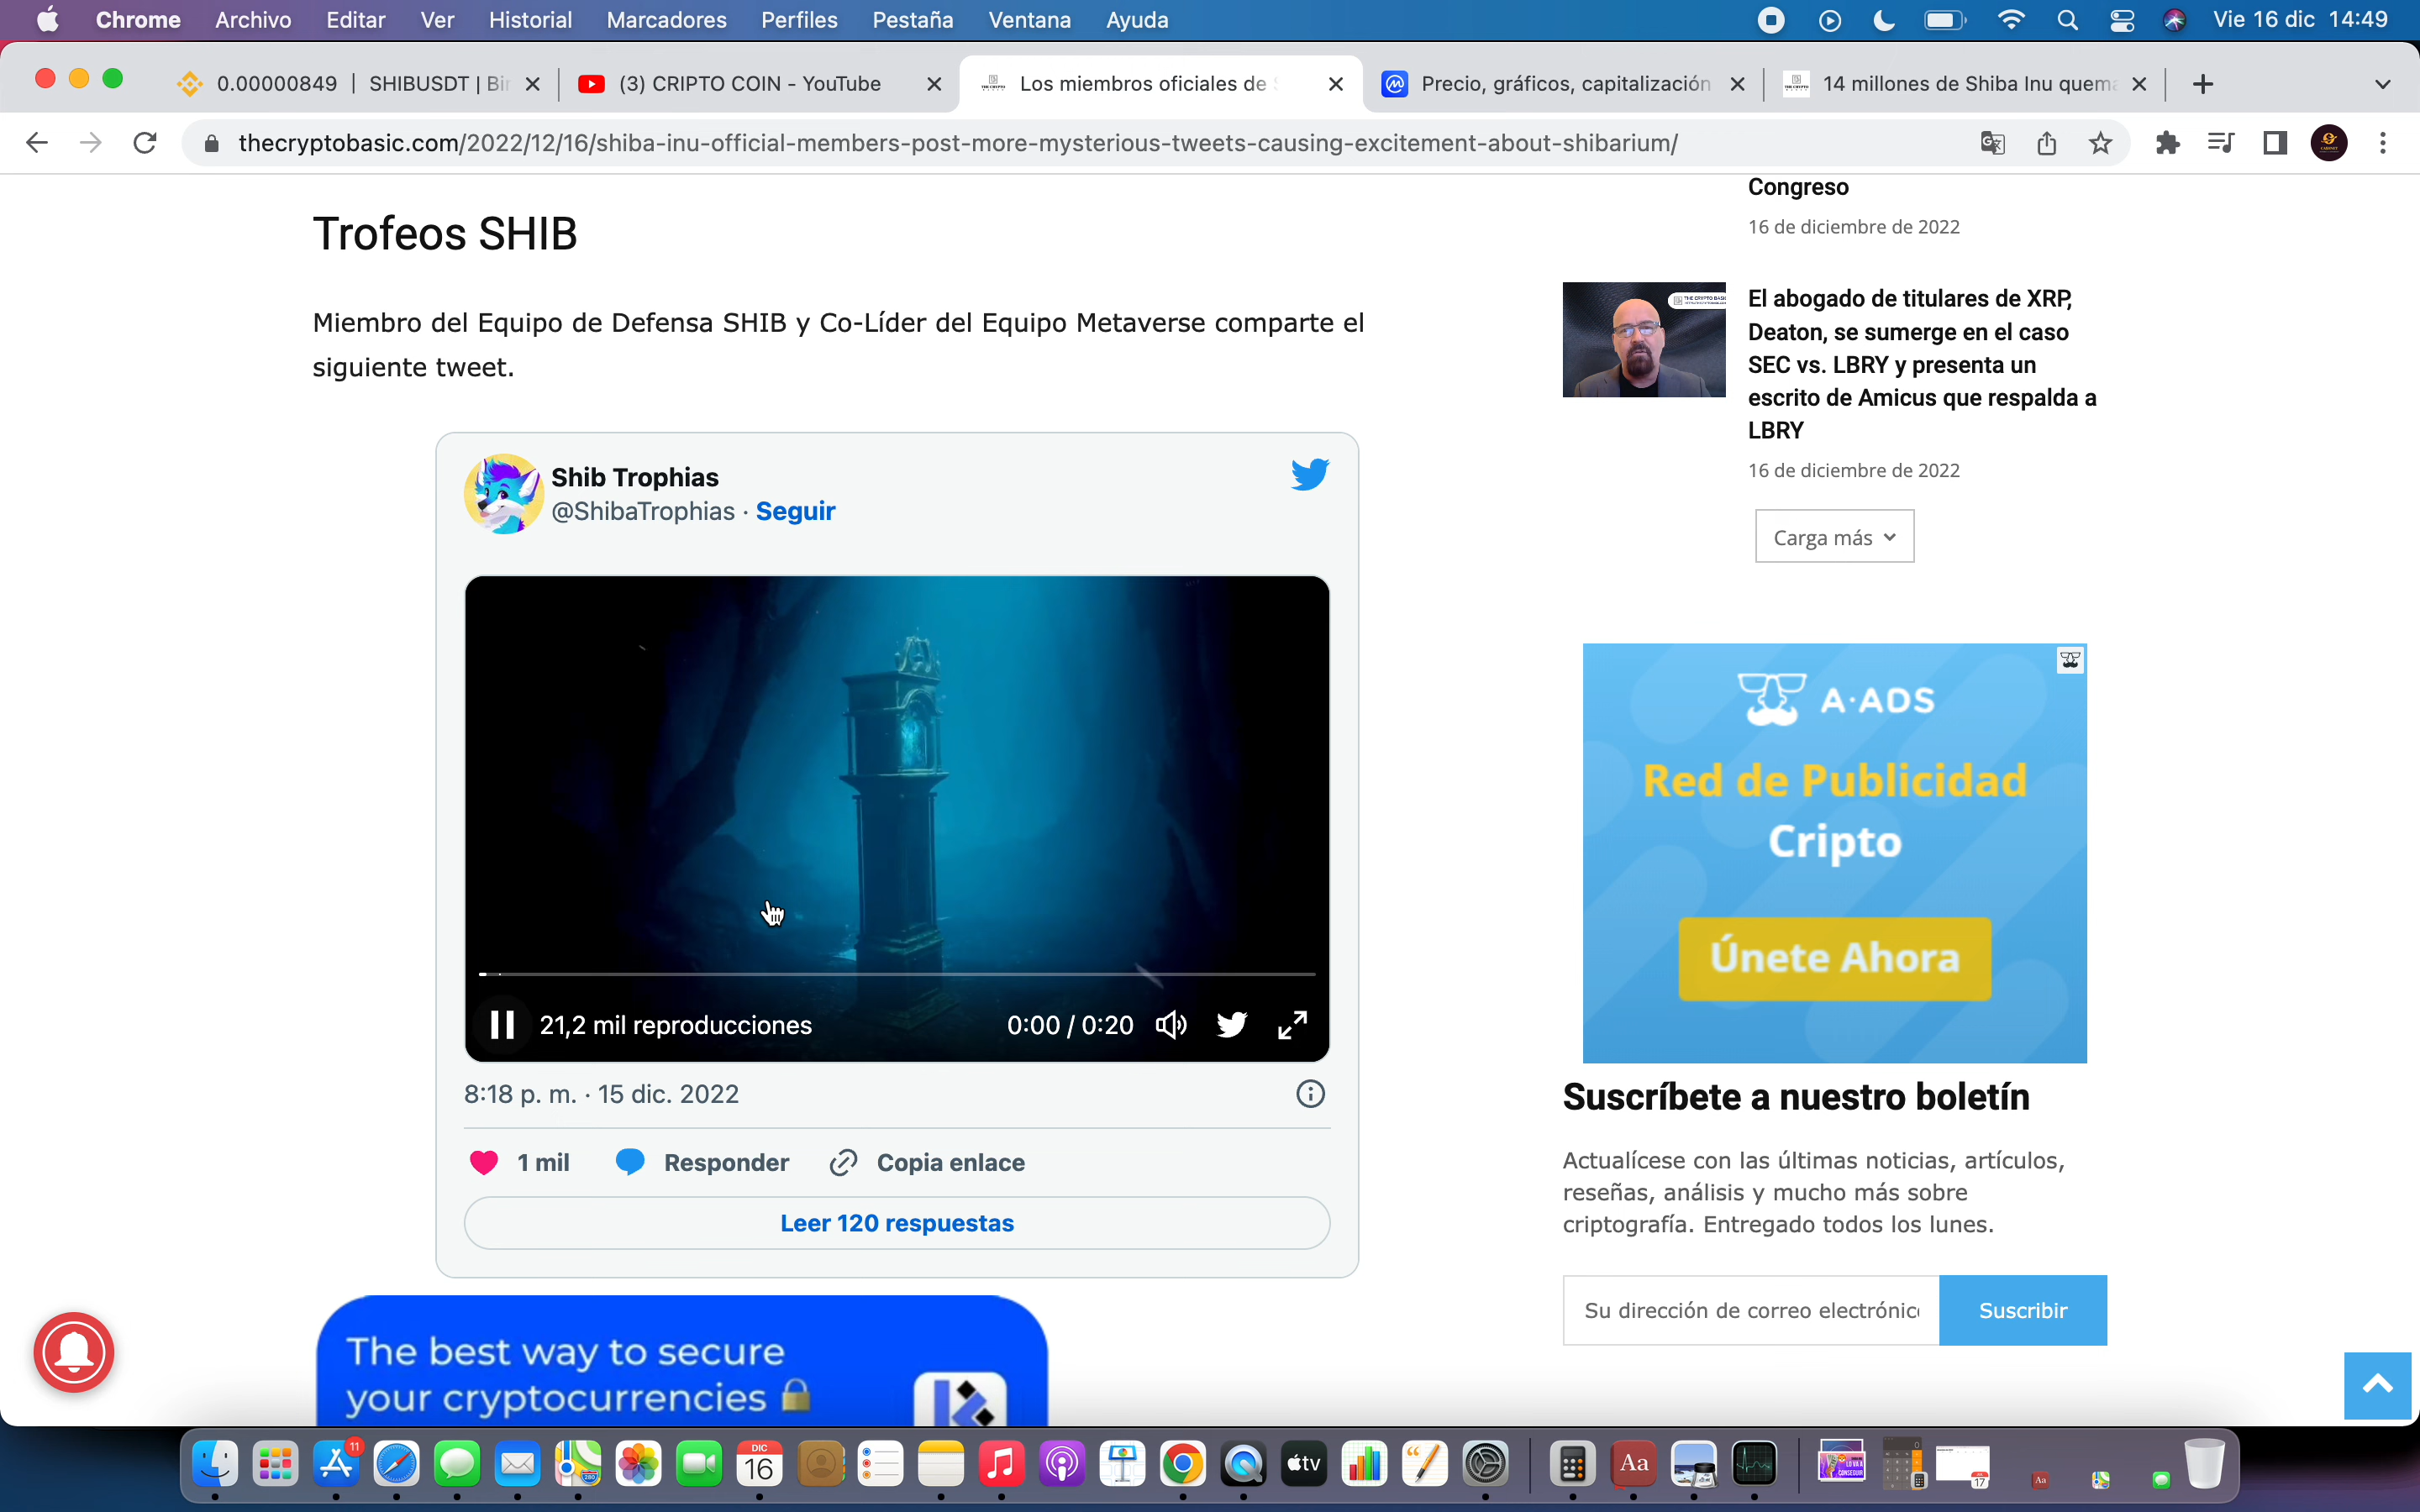 Chrome Archivo Editar Ver Historial Marcadores Perfiles Pestaña Ventana Ayuda Vie 16 dic 14:49
0.00000849 | SHIBUSDT | Bin
(3) CRIPTO COIN - YouTube
Los miembros oficiales de S
Precio, gráficos, capitalización
14 millones de Shiba Inu quema
thecryptobasic.com/2022/12/16/shiba-inu-official-members-post-more-mysterious-tweets-causing-excitement-about-shibarium/
Trofeos SHIB
Miembro del Equipo de Defensa SHIB y Co-Líder del Equipo Metaverse comparte el
siguiente tweet.
Shib Trophias
@ShibaTrophias · Seguir
21,2 mil reproducciones 0:00 / 0:20
8:18 p. m. · 15 dic. 2022
1 mil Responder Copia enlace
Leer 120 respuestas
The best way to secure
your cryptocurrencies
Congreso
16 de diciembre de 2022
El abogado de titulares de XRP,
Deaton, se sumerge en el caso
SEC vs. LBRY y presenta un
escrito de Amicus que respalda a
LBRY
16 de diciembre de 2022
Carga más
A·ADS
Red de Publicidad
Cripto
Únete Ahora
Suscríbete a nuestro boletín
Actualícese con las últimas noticias, artículos,
reseñas, análisis y mucho más sobre
criptografía. Entregado todos los lunes.
Su dirección de correo electrónic
Suscribir
11
280
DIC
16
tv
Aa
17